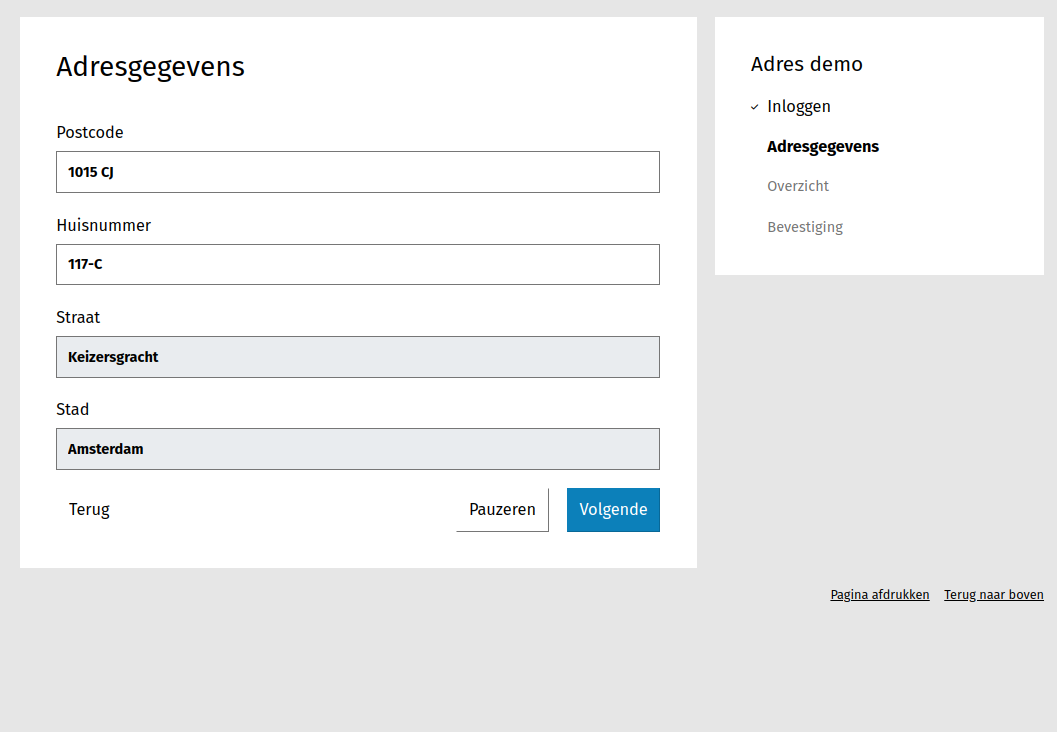 Adresgegevens
Postcode
1015 CJ
Huisnummer
117-C
Straat
Keizersgracht
Stad
Amsterdam
Terug
Pauzeren
Volgende
Adres demo
Inloggen
Adresgegevens
Overzicht
Bevestiging
Pagina afdrukken
Terug naar boven